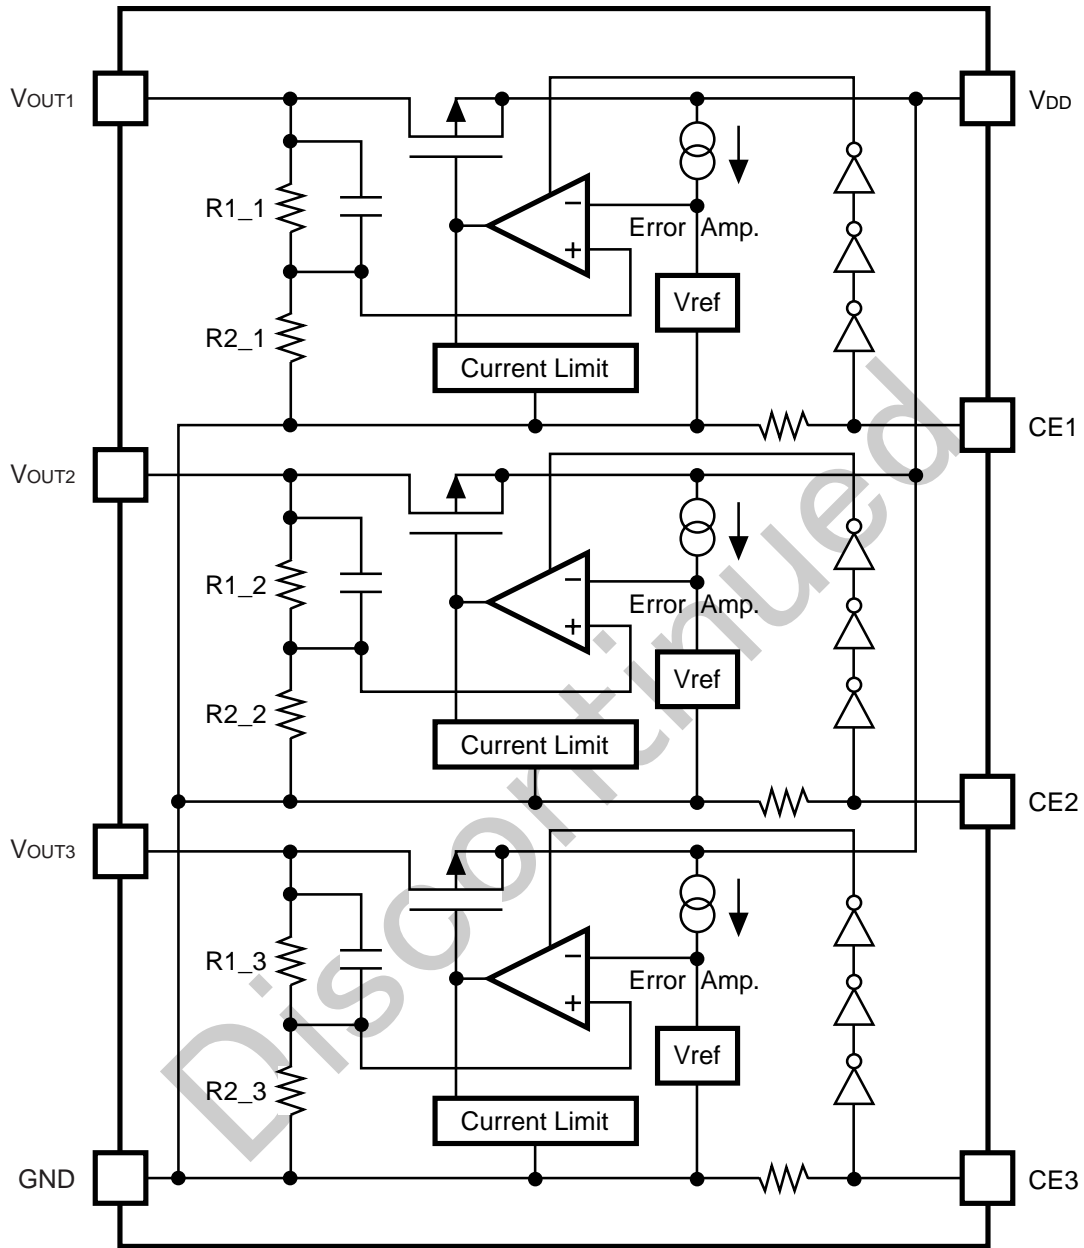 VOUT1
VDD
R1_1
−
Error Amp.
+
Vref
R2_1
Current Limit
CE1
VOUT2
R1_2
−
Error Amp.
+
Vref
R2_2
Current Limit
CE2
VOUT3
R1_3
−
Error Amp.
+
Vref
R2_3
Current Limit
GND
CE3
Discontinued